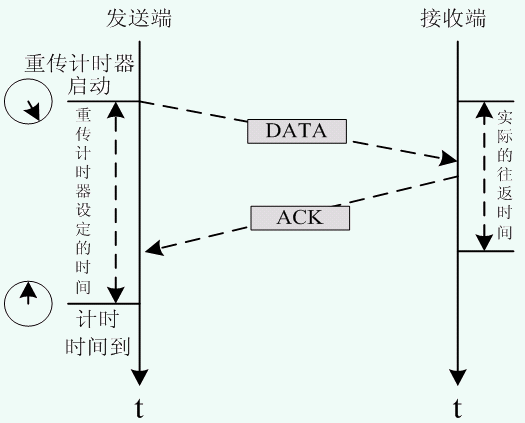 发送端
接收端
重传计时器
启动
重传计时器设定的时间
DATA
实际的往返时间
ACK
计时
时间到
t
t